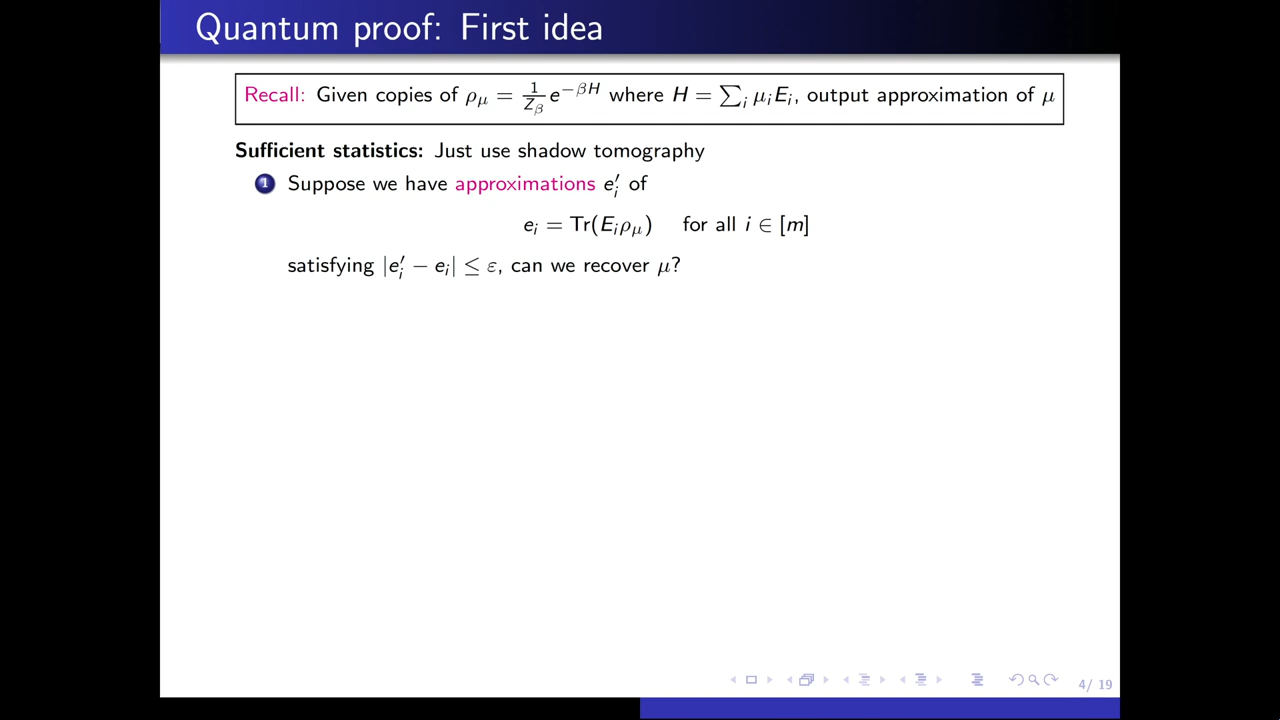 Quantum proof: First idea
Recall: Given copies of ρ_μ = 1/Z_β e^{−βH} where H = ∑_i μ_i E_i, output approximation of μ
Sufficient statistics: Just use shadow tomography
1 Suppose we have approximations e′_i of
e_i = Tr(E_i ρ_μ) for all i ∈ [m]
satisfying |e′_i − e_i| ≤ ε, can we recover μ?
4/ 19